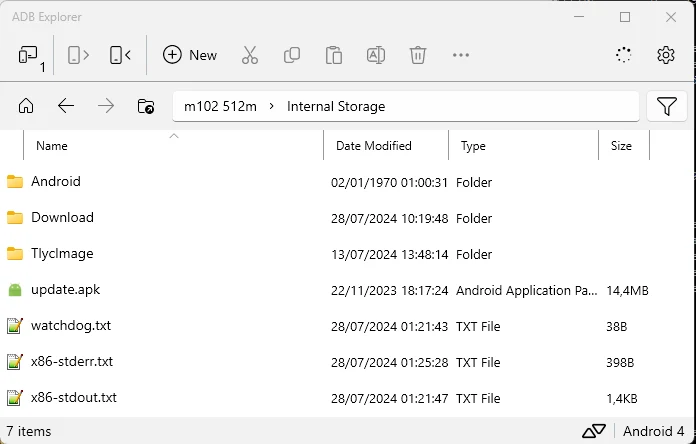 ADB Explorer
1 New
m102 512m Internal Storage
Name Date Modified Type Size
Android 02/01/1970 01:00:31 Folder
Download 28/07/2024 10:19:48 Folder
TlycImage 13/07/2024 13:48:14 Folder
update.apk 22/11/2023 18:17:24 Android Application Pa... 14,4MB
watchdog.txt 28/07/2024 01:21:43 TXT File 38B
x86-stderr.txt 28/07/2024 01:25:28 TXT File 398B
x86-stdout.txt 28/07/2024 01:21:47 TXT File 1,4KB
7 items Android 4